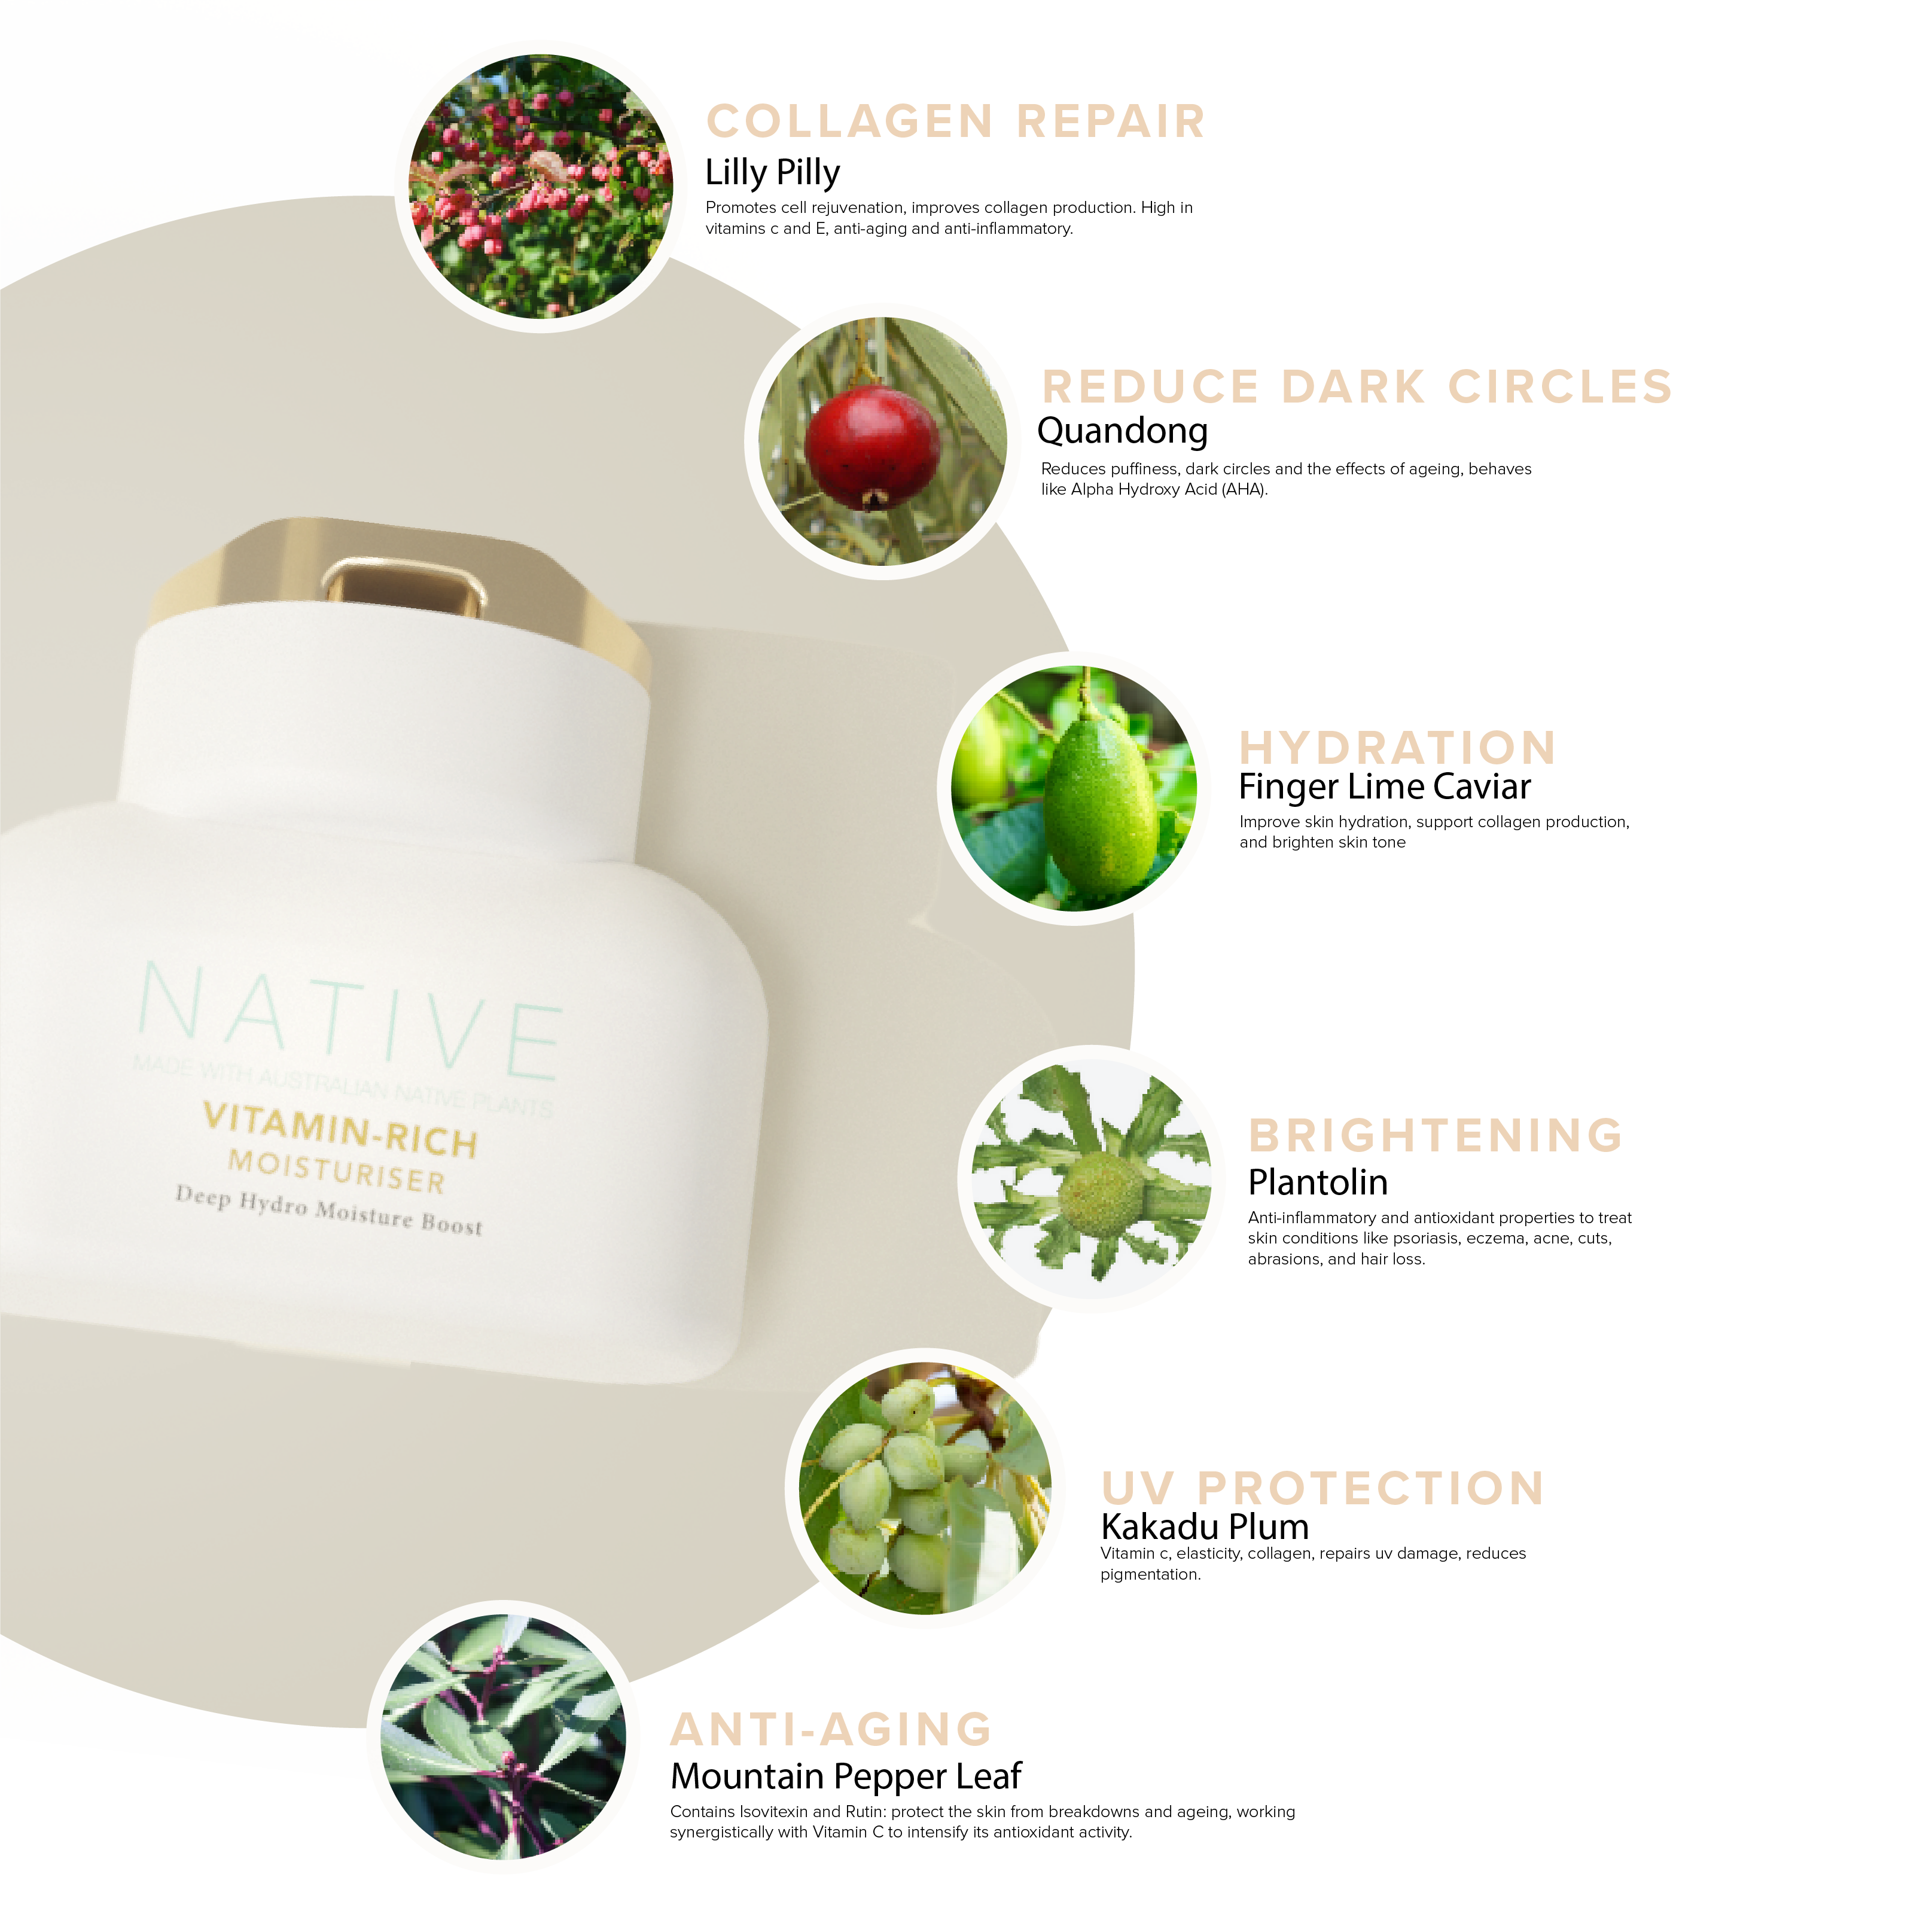 COLLAGEN REPAIR
Lilly Pilly
Promotes cell rejuvenation, improves collagen production. High in
vitamins c and E, anti-aging and anti-inflammatory.
REDUCE DARK CIRCLES
Quandong
Reduces puffiness, dark circles and the effects of ageing, behaves
like Alpha Hydroxy Acid (AHA).
HYDRATION
Finger Lime Caviar
Improve skin hydration, support collagen production,
and brighten skin tone
NATIVE
MADE WITH AUSTRALIAN NATIVE PLANTS
VITAMIN-RICH
MOISTURISER
Deep Hydro Moisture Boost
BRIGHTENING
Plantolin
Anti-inflammatory and antioxidant properties to treat
skin conditions like psoriasis, eczema, acne, cuts,
abrasions, and hair loss.
UV PROTECTION
Kakadu Plum
Vitamin c, elasticity, collagen, repairs uv damage, reduces
pigmentation.
ANTI-AGING
Mountain Pepper Leaf
Contains Isovitexin and Rutin: protect the skin from breakdowns and ageing, working
synergistically with Vitamin C to intensify its antioxidant activity.